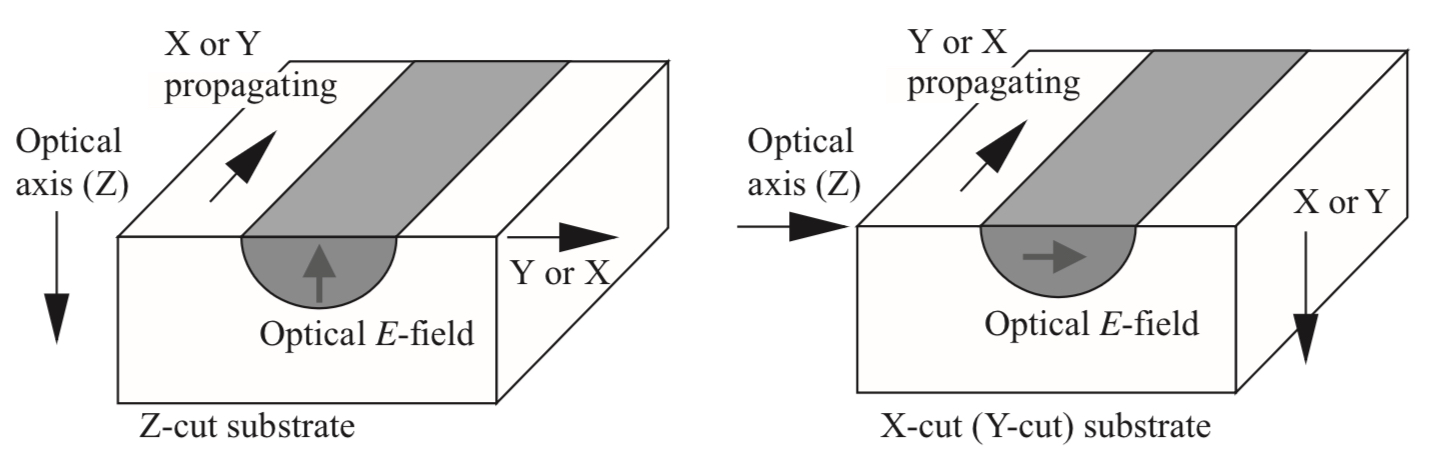 X or Y
propagating
Optical
axis (Z)
Y or X
Optical E-field
Z-cut substrate
Y or X
propagating
Optical
axis (Z)
X or Y
Optical E-field
X-cut (Y-cut) substrate